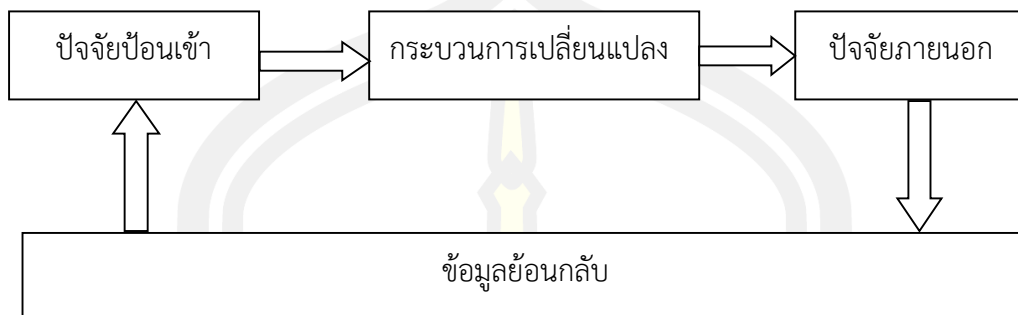 ปัจจัยป้อนเข้า
กระบวนการเปลี่ยนแปลง
ปัจจัยภายนอก
ข้อมูลย้อนกลับ